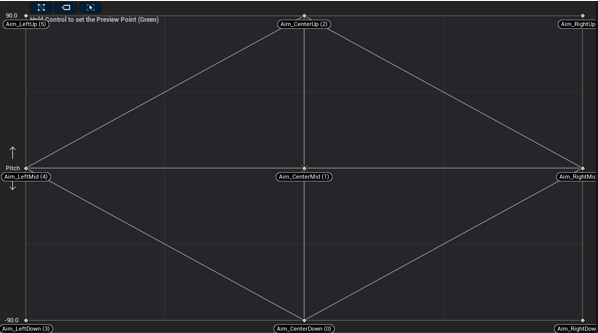 90.0
Hold Control to set the Preview Point (Green)
Aim_LeftUp (5)
Aim_CenterUp (2)
Aim_RightUp
Pitch
Aim_LeftMid (4)
Aim_CenterMid (1)
Aim_RightMid
-90.0
Aim_LeftDown (3)
Aim_CenterDown (0)
Aim_RightDow